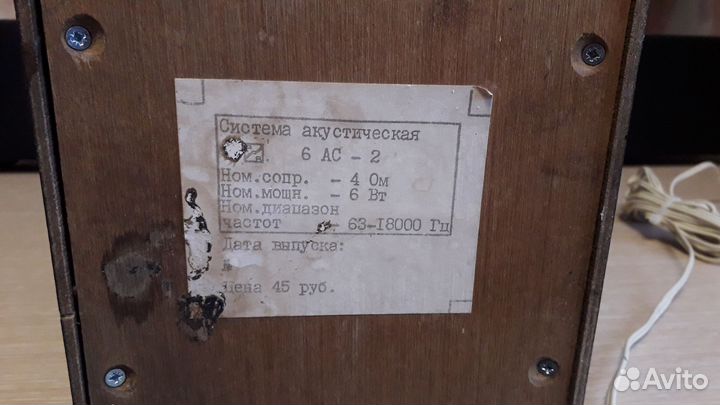 Система акустическая
6 АС - 2
Ном.сопр. - 4 Ом
Ном.мощн. - 6 Вт
Ном.диапазон
частот - 63-18000 Гц
Дата выпуска:
Цена 45 руб.
Avito